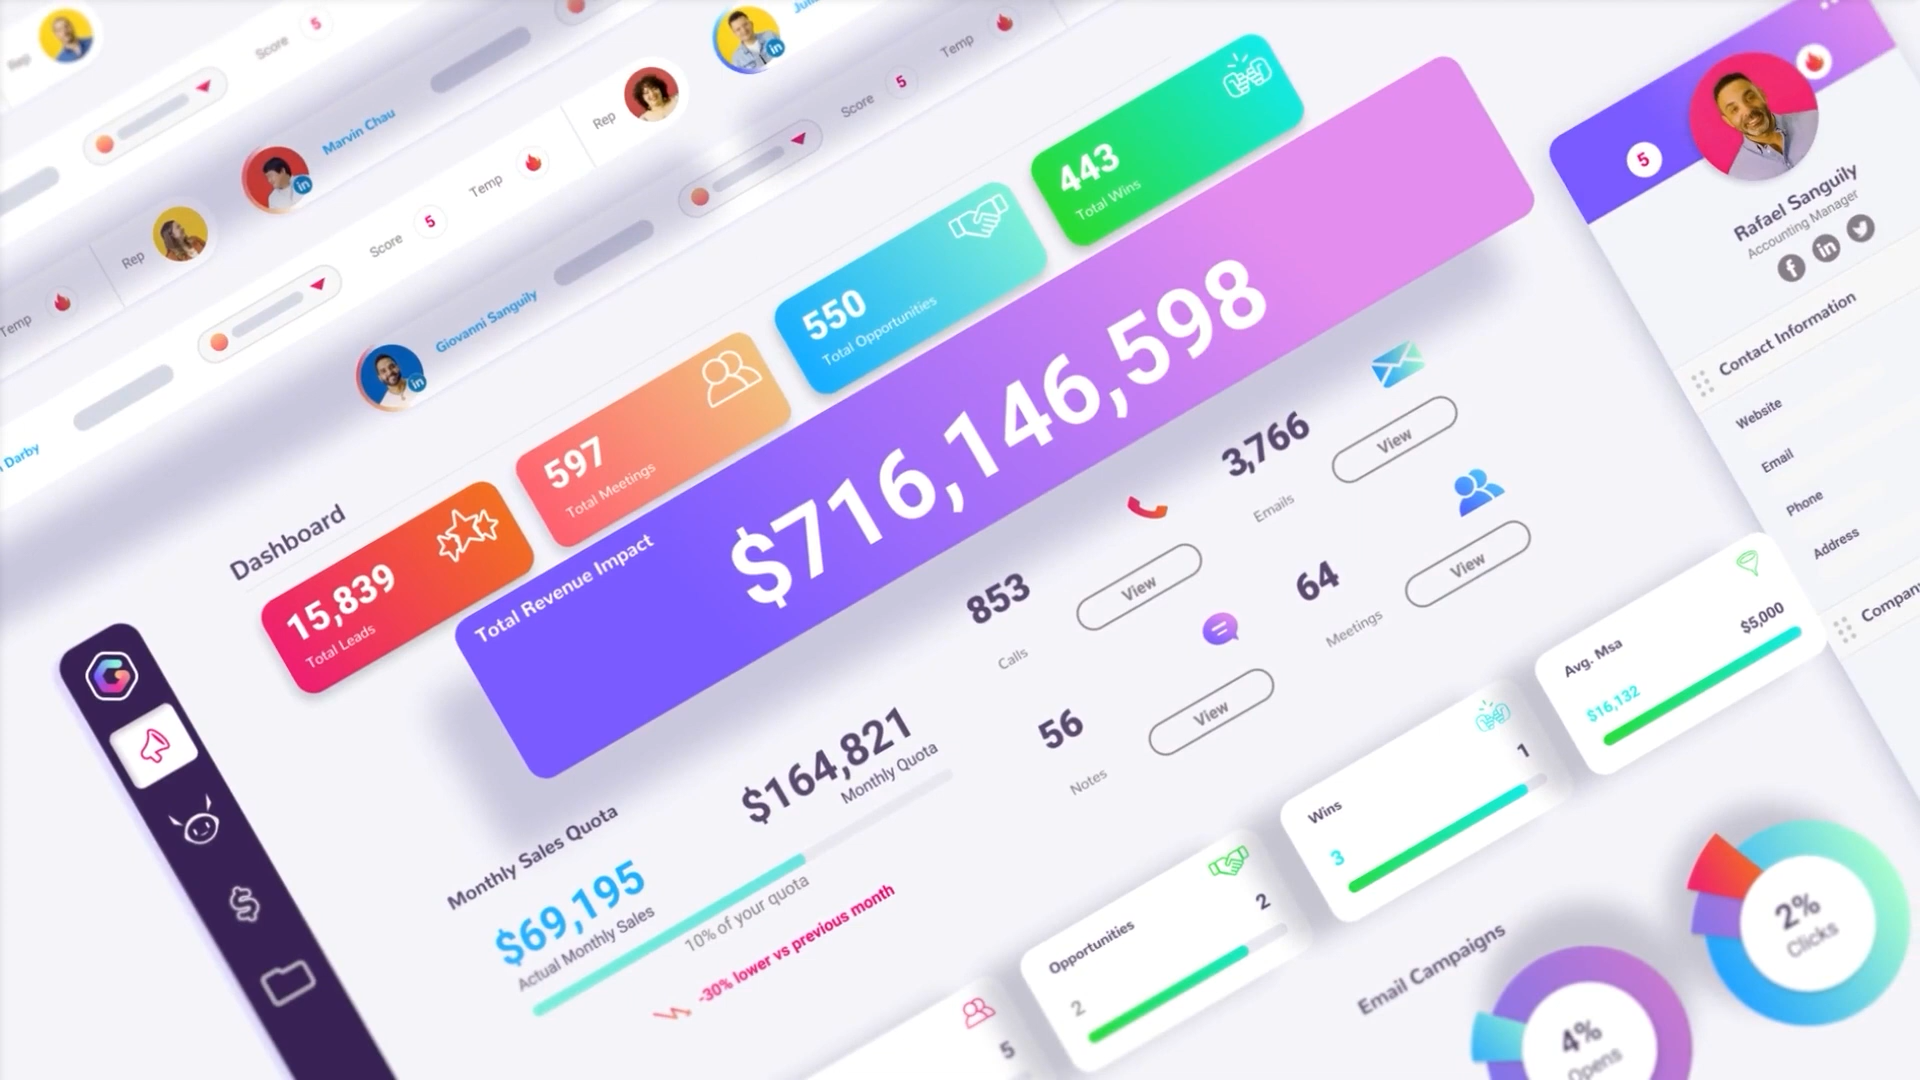 Rep
Score
5
Temp
Marvin Chau
Rep
Score
5
Temp
Rep
Score
5
Temp
Giovanni Sanguily
Darby
Dashboard
15,839
Total Leads
597
Total Meetings
550
Total Opportunities
443
Total Wins
Total Revenue Impact
$716,146,598
Monthly Sales Quota
$164,821
Monthly Quota
$69,195
Actual Monthly Sales
10% of your quota
-30% lower vs previous month
853
Calls
View
3,766
Emails
View
56
Notes
View
64
Meetings
View
5
Opportunities
2
2
Wins
1
3
Avg. Msa
$5,000
$16,132
Email Campaigns
4%
Opens
2%
Clicks
5
Rafael Sanguily
Accounting Manager
Contact Information
Website
Email
Phone
Address